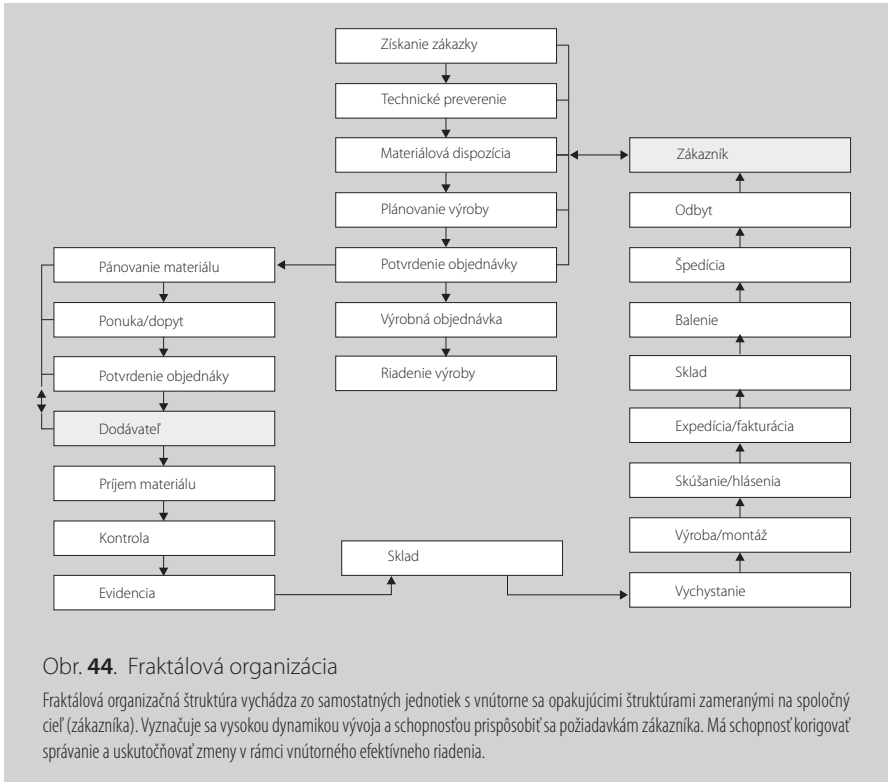 Získanie zákazky
Technické preverenie
Materiálová dispozícia
Plánovanie výroby
Potvrdenie objednávky
Výrobná objednávka
Riadenie výroby
Pánovanie materiálu
Ponuka/dopyt
Potvrdenie objednáky
Dodávateľ
Príjem materiálu
Kontrola
Evidencia
Sklad
Zákazník
Odbyt
Špedícia
Balenie
Sklad
Expedícia/fakturácia
Skúšanie/hlásenia
Výroba/montáž
Vychystanie
Obr. 44. Fraktálová organizácia
Fraktálová organizačná štruktúra vychádza zo samostatných jednotiek s vnútorne sa opakujúcimi štruktúrami zameranými na spoločný
cieľ (zákazníka). Vyznačuje sa vysokou dynamikou vývoja a schopnosťou prispôsobiť sa požiadavkám zákazníka. Má schopnosť korigovať
správanie a uskutočňovať zmeny v rámci vnútorného efektívneho riadenia.